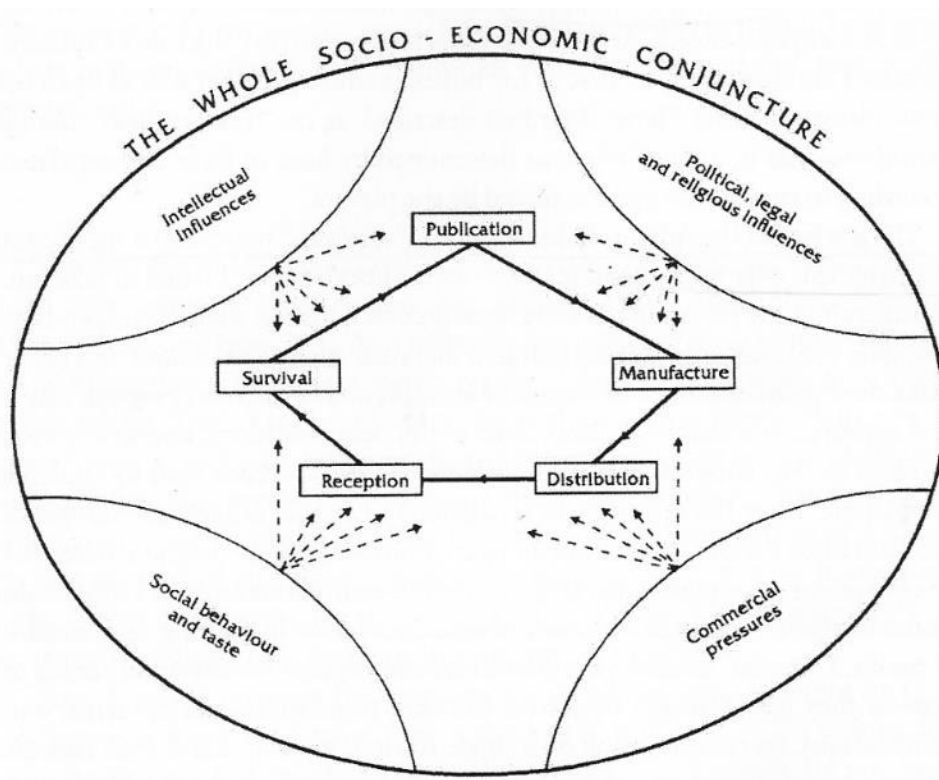 THE WHOLE SOCIO - ECONOMIC CONJUNCTURE
Intellectual
Influences
Political, legal
and religious influences
Publication
Survival
Manufacture
Reception
Distribution
Social behaviour
and taste
Commercial
pressures